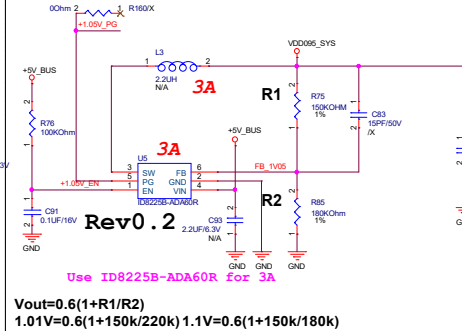 0Ohm 2 1 R160/X
+1.05V_PG
VDD095_SYS
L3
1 2
2.2UH
N/A
3A
R1
R75
150KOHM
1%
C83
15PF/50V
/X
+5V_BUS
R76
100KOhm
3A
+5V_BUS
U5
3 SW FB 6
5 PG GND 2
1 EN VIN 4
ID8225B-ADA60R
FB_1V05
+1.05V_EN
R2
R85
180KOhm
1%
C91
0.1UF/16V
Rev0.2
C93
2.2UF/6.3V
N/A
GND
GND
GND
GND
Use ID8225B-ADA60R for 3A
Vout=0.6(1+R1/R2)
1.01V=0.6(1+150k/220k) 1.1V=0.6(1+150k/180k)